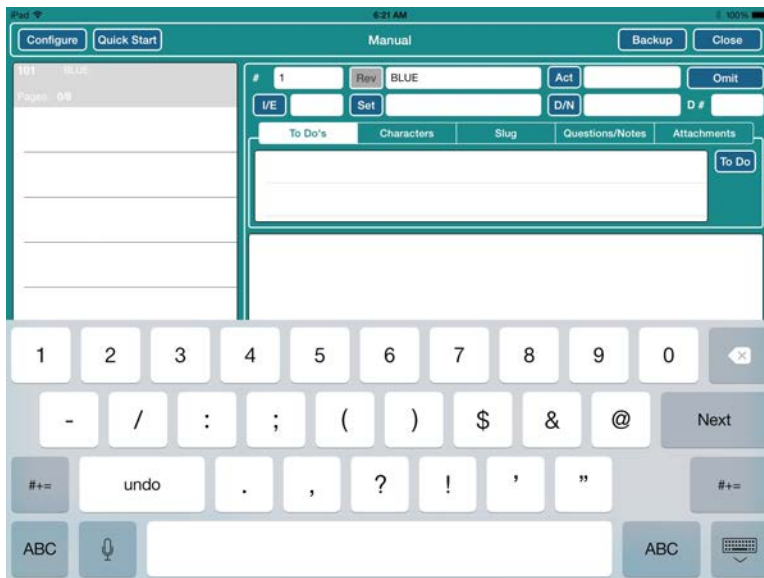 iPad 6:21 AM 100%
Configure Quick Start Manual Backup Close
101 BLUE
Pages: 0/8
# 1 Rev BLUE Act Omit
I/E Set D/N D #
To Do's Characters Slug Questions/Notes Attachments
To Do
1 2 3 4 5 6 7 8 9 0
- / : ; ( ) $ & @ Next
#+= undo . , ? ! ' " #+=
ABC ABC